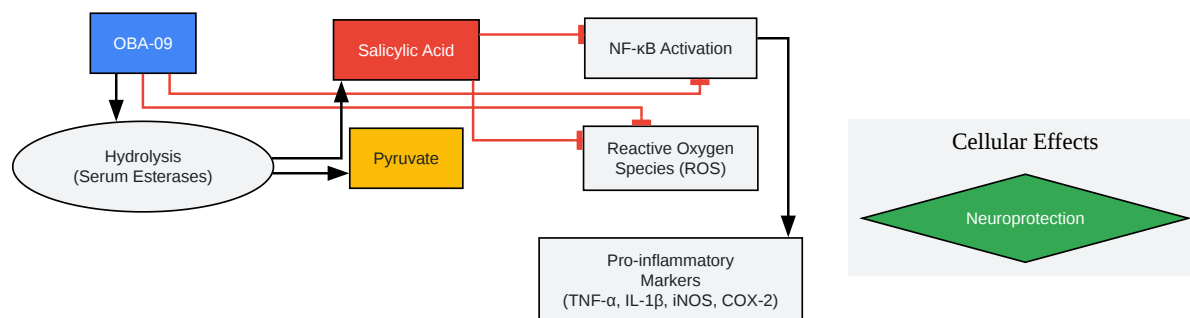 OBA-09
Salicylic Acid
NF-κB Activation
Hydrolysis
(Serum Esterases)
Pyruvate
Reactive Oxygen
Species (ROS)
Cellular Effects
Neuroprotection
Pro-inflammatory
Markers
(TNF-α, IL-1β, iNOS, COX-2)